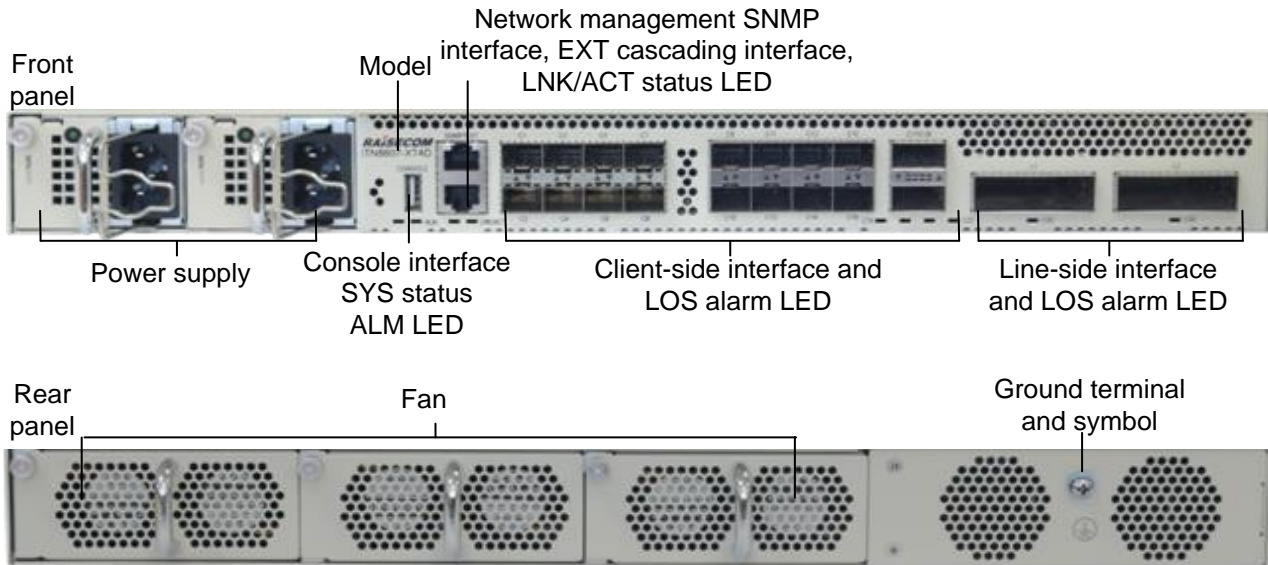 Network management SNMP
interface, EXT cascading interface,
LNK/ACT status LED
Front
panel
Model
RAISECOM
Power supply
Console interface
SYS status
ALM LED
Client-side interface and
LOS alarm LED
Line-side interface
and LOS alarm LED
Rear
panel
Fan
Ground terminal
and symbol